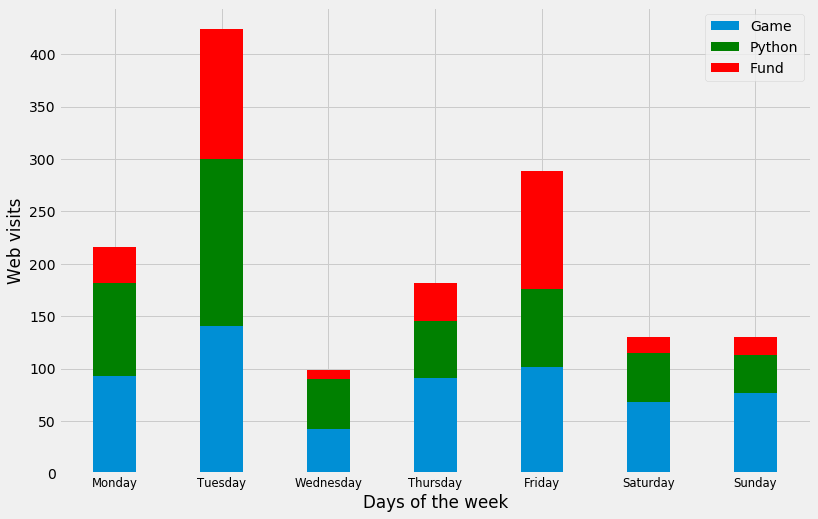 Game
Python
Fund
400
350
300
250
200
150
100
50
0
Web visits
Monday Tuesday Wednesday Thursday Friday Saturday Sunday
Days of the week